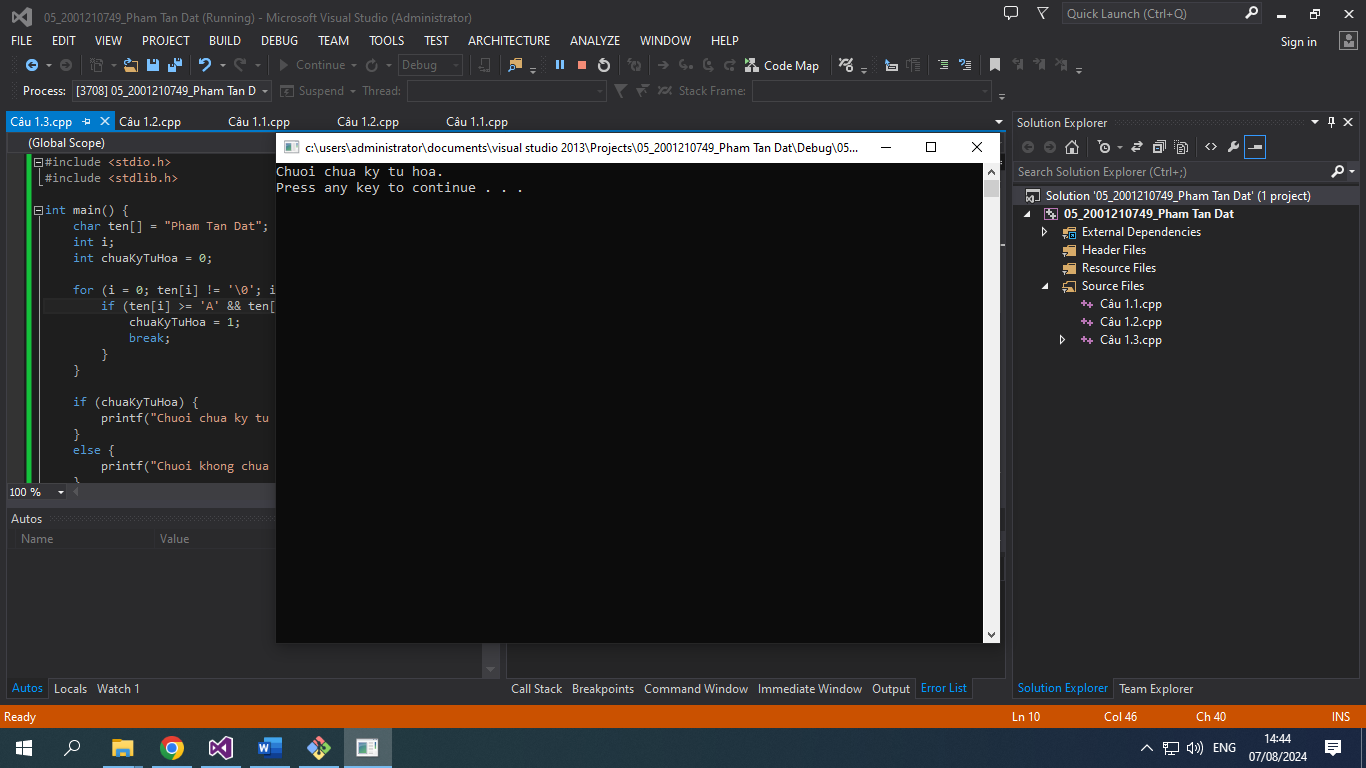 05_2001210749_Pham Tan Dat (Running) - Microsoft Visual Studio (Administrator)
Quick Launch (Ctrl+Q)
FILE EDIT VIEW PROJECT BUILD DEBUG TEAM TOOLS TEST ARCHITECTURE ANALYZE WINDOW HELP
Sign in
Continue Debug Code Map
Process: [3708] 05_2001210749_Pham Tan D Suspend Thread: Stack Frame:
Câu 1.3.cpp Câu 1.2.cpp Câu 1.1.cpp Câu 1.2.cpp Câu 1.1.cpp
(Global Scope)
#include <stdio.h>
#include <stdlib.h>
int main() {
char ten[] = "Pham Tan Dat";
int i;
int chuaKyTuHoa = 0;
for (i = 0; ten[i] != '\0'; i
if (ten[i] >= 'A' && ten[
chuaKyTuHoa = 1;
break;
}
}
if (chuaKyTuHoa) {
printf("Chuoi chua ky tu
}
else {
printf("Chuoi khong chua
}
100 %
c:\users\administrator\documents\visual studio 2013\Projects\05_2001210749_Pham Tan Dat\Debug\05...
Chuoi chua ky tu hoa.
Press any key to continue . . .
Autos
Name Value
Autos Locals Watch 1
Call Stack Breakpoints Command Window Immediate Window Output Error List
Solution Explorer
Search Solution Explorer (Ctrl+;)
Solution '05_2001210749_Pham Tan Dat' (1 project)
05_2001210749_Pham Tan Dat
External Dependencies
Header Files
Resource Files
Source Files
Câu 1.1.cpp
Câu 1.2.cpp
Câu 1.3.cpp
Solution Explorer Team Explorer
Ready Ln 10 Col 46 Ch 40 INS
ENG
14:44
07/08/2024